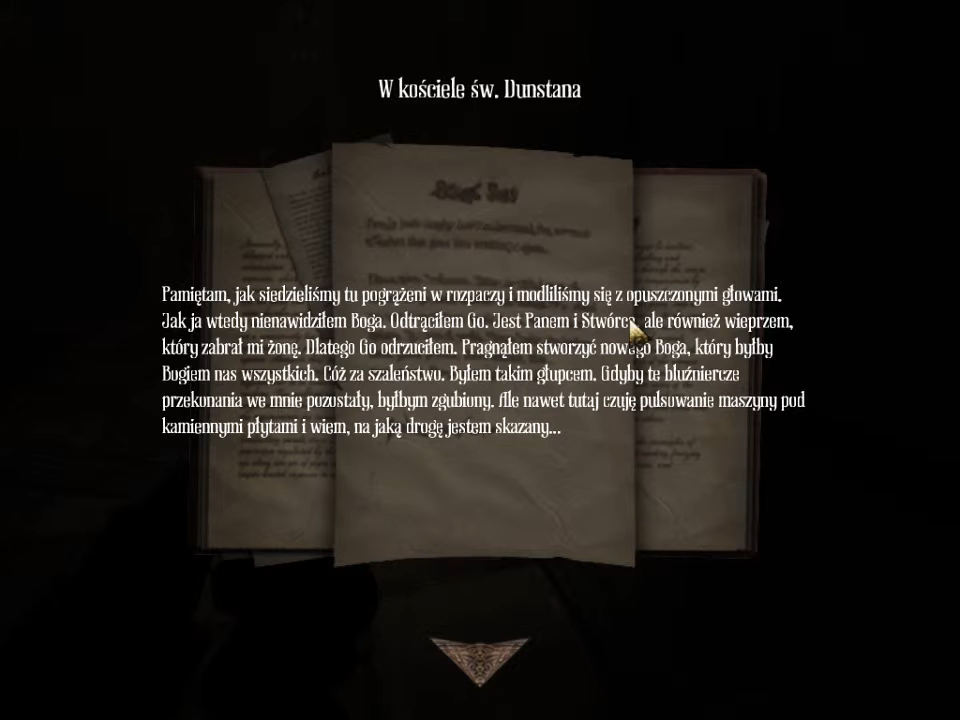 W kościele św. Dunstana
Pamiętam, jak siedzieliśmy tu pogrążeni w rozpaczy i modliliśmy się z opuszczonymi głowami.
Jak ja wtedy nienawidziłem Boga. Odtrąciłem Go. Jest Panem i Stwórcą, ale również wieprzem,
który zabrał mi żonę. Dlatego Go odrzuciłem. Pragnąłem stworzyć nowego Boga, który byłby
Bogiem nas wszystkich. Cóż za szaleństwo. Byłem takim głupcem. Gdyby te bluźniercze
przekonania we mnie pozostały, byłbym zgubiony. Ale nawet tutaj czuję pulsowanie maszyny pod
kamiennymi płytami i wiem, na jaką drogę jestem skazany...